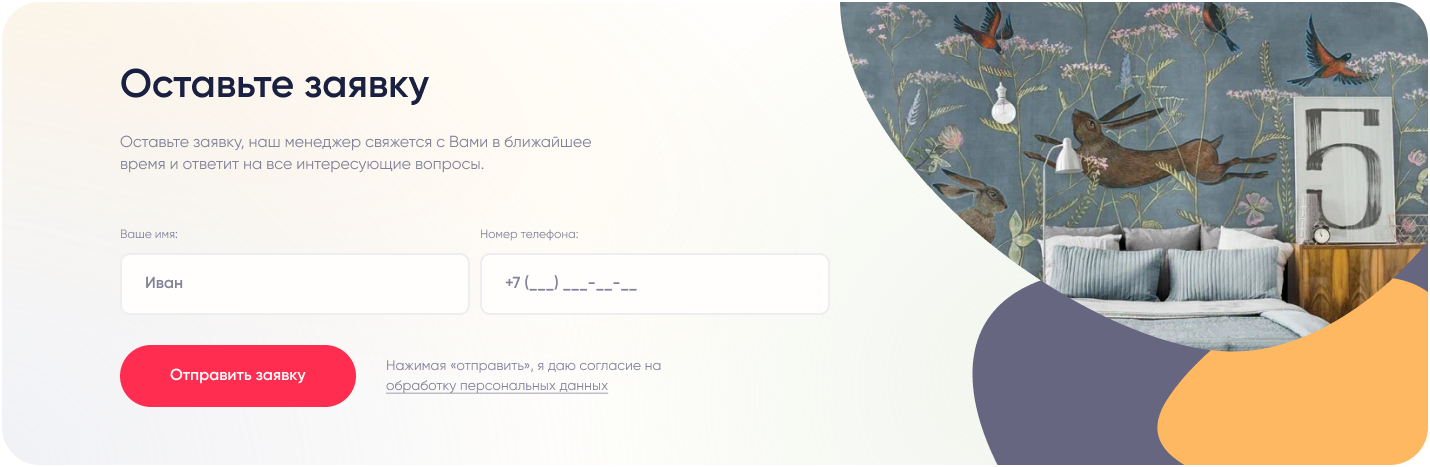 Оставьте заявку
Оставьте заявку, наш менеджер свяжется с Вами в ближайшее
время и ответит на все интересующие вопросы.
Ваше имя:
Номер телефона:
Иван
+7 (___) ___-__-__
Отправить заявку
Нажимая «отправить», я даю согласие на
обработку персональных данных
5